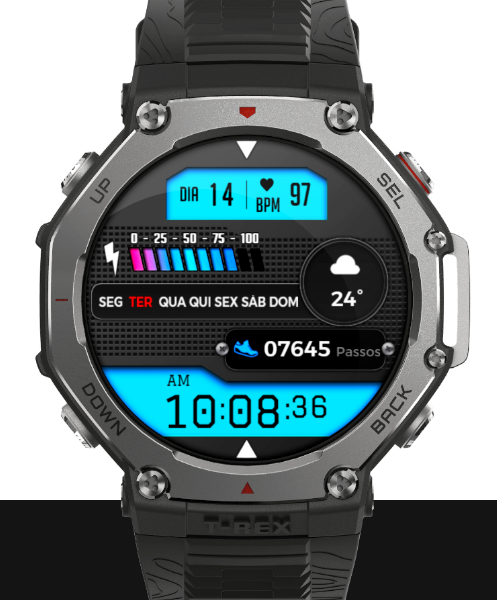 DIA 14 BPM 97
0 - 25 - 50 - 75 - 100
UP
SEL
24°
SEG TER QUA QUI SEX SÁB DOM
07645 Passos
AM
10:08:36
DOWN
BACK
T-REX